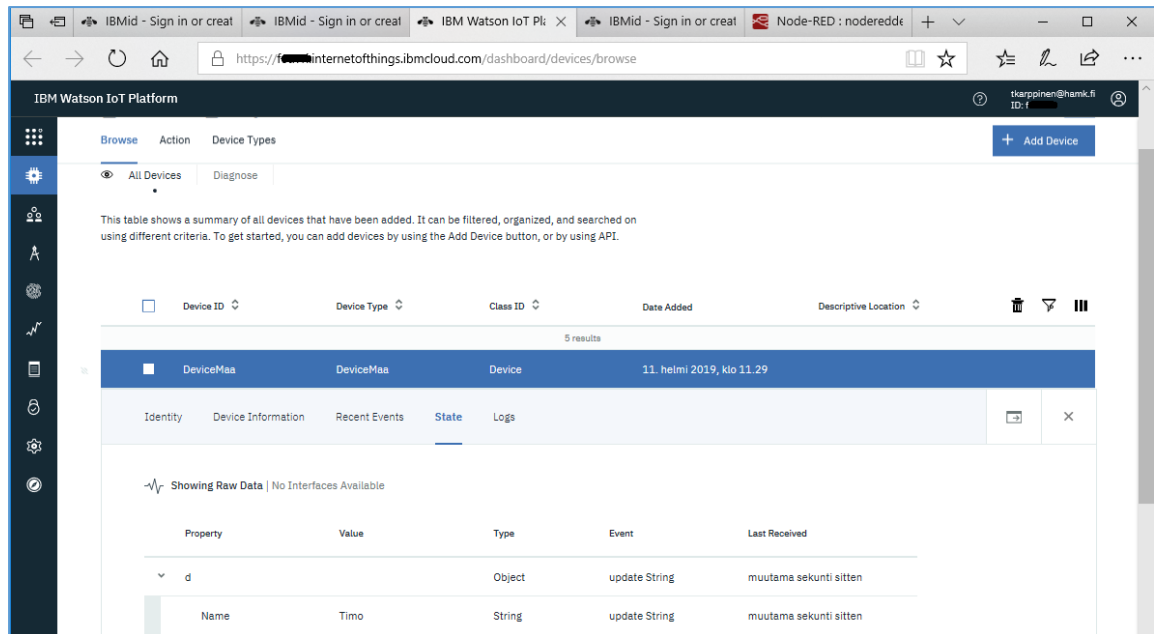 IBMid - Sign in or creat IBMid - Sign in or creat IBM Watson IoT Pla IBMid - Sign in or creat Node-RED : noderedde
https://f internetofthings.ibmcloud.com/dashboard/devices/browse
IBM Watson IoT Platform
tkarppinen@hamk.fi
ID: f
Browse Action Device Types + Add Device
All Devices Diagnose
This table shows a summary of all devices that have been added. It can be filtered, organized, and searched on
using different criteria. To get started, you can add devices by using the Add Device button, or by using API.
Device ID Device Type Class ID Date Added Descriptive Location
5 results
DeviceMaa DeviceMaa Device 11. helmi 2019, klo 11.29
Identity Device Information Recent Events State Logs
Showing Raw Data | No Interfaces Available
Property Value Type Event Last Received
d Object update String muutama sekunti sitten
Name Timo String update String muutama sekunti sitten